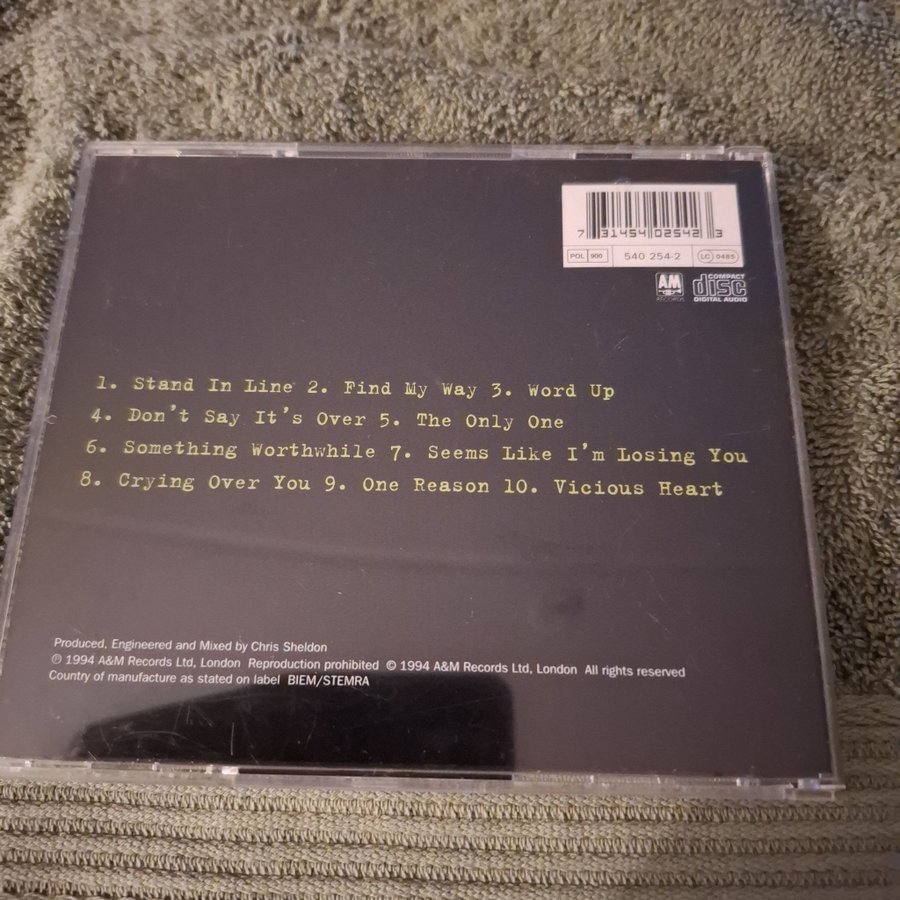 7 31454 02542 3
POL 900 540 254-2 LC 0485
AM RECORDS
COMPACT disc DIGITAL AUDIO
1. Stand In Line 2. Find My Way 3. Word Up
4. Don't Say It's Over 5. The Only One
6. Something Worthwhile 7. Seems Like I'm Losing You
8. Crying Over You 9. One Reason 10. Vicious Heart
Produced, Engineered and Mixed by Chris Sheldon
℗ 1994 A&M Records Ltd, London Reproduction prohibited © 1994 A&M Records Ltd, London All rights reserved
Country of manufacture as stated on label BIEM/STEMRA